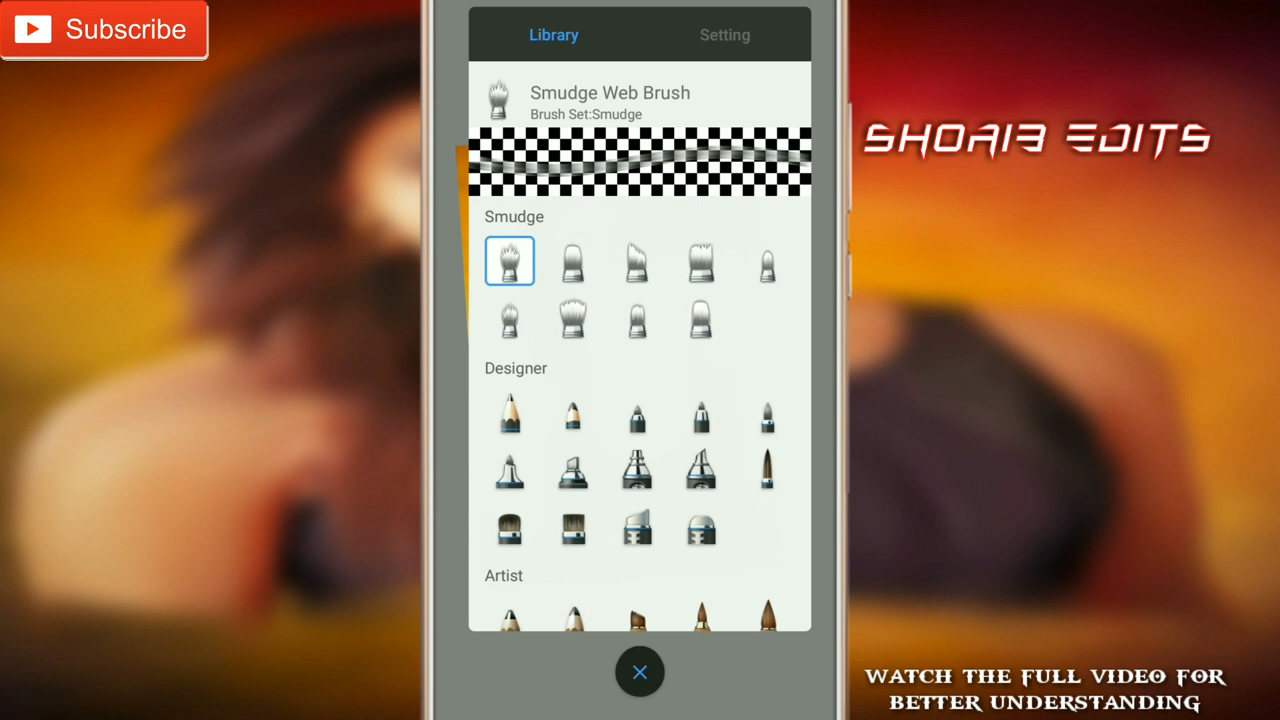 Subscribe
Library
Setting
Smudge Web Brush
Brush Set:Smudge
SHOAIB EDITS
Smudge
Designer
Artist
WATCH THE FULL VIDEO FOR
BETTER UNDERSTANDING